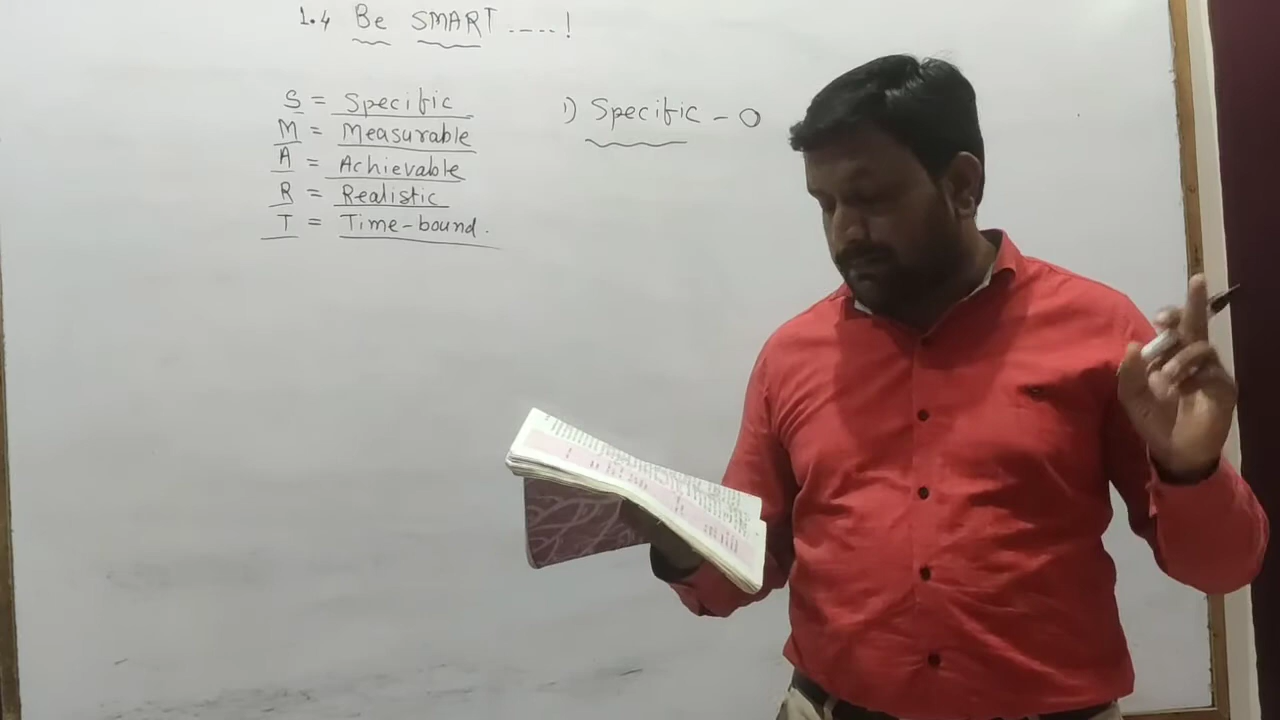 1.4 Be SMART .....!
S = Specific
M = Measurable
A = Achievable
R = Realistic
T = Time-bound.
1) Specific - O